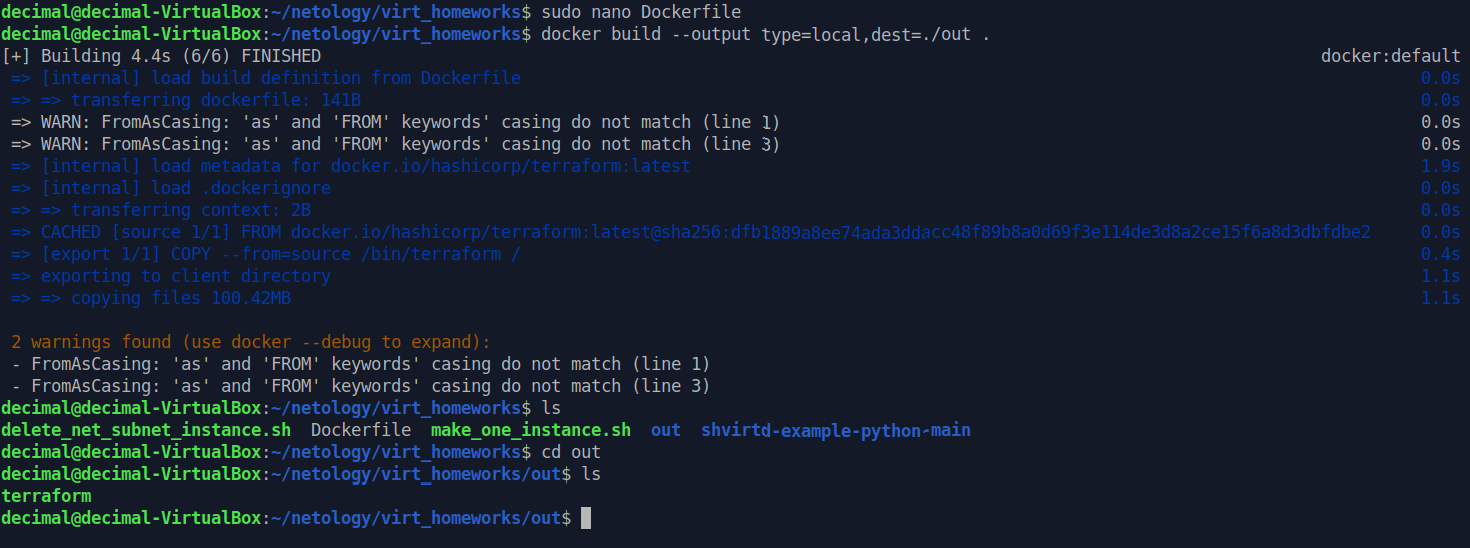 decimal@decimal-VirtualBox:~/netology/virt_homeworks$ sudo nano Dockerfile
decimal@decimal-VirtualBox:~/netology/virt_homeworks$ docker build --output type=local,dest=./out .
[+] Building 4.4s (6/6) FINISHED docker:default
=> [internal] load build definition from Dockerfile 0.0s
=> => transferring dockerfile: 141B 0.0s
=> WARN: FromAsCasing: 'as' and 'FROM' keywords' casing do not match (line 1) 0.0s
=> WARN: FromAsCasing: 'as' and 'FROM' keywords' casing do not match (line 3) 0.0s
=> [internal] load metadata for docker.io/hashicorp/terraform:latest 1.9s
=> [internal] load .dockerignore 0.0s
=> => transferring context: 2B 0.0s
=> CACHED [source 1/1] FROM docker.io/hashicorp/terraform:latest@sha256:dfb1889a8ee74ada3ddacc48f89b8a0d69f3e114de3d8a2ce15f6a8d3dbfdbe2 0.0s
=> [export 1/1] COPY --from=source /bin/terraform / 0.4s
=> exporting to client directory 1.1s
=> => copying files 100.42MB 1.1s
2 warnings found (use docker --debug to expand):
- FromAsCasing: 'as' and 'FROM' keywords' casing do not match (line 1)
- FromAsCasing: 'as' and 'FROM' keywords' casing do not match (line 3)
decimal@decimal-VirtualBox:~/netology/virt_homeworks$ ls
delete_net_subnet_instance.sh Dockerfile make_one_instance.sh out shvirtd-example-python-main
decimal@decimal-VirtualBox:~/netology/virt_homeworks$ cd out
decimal@decimal-VirtualBox:~/netology/virt_homeworks/out$ ls
terraform
decimal@decimal-VirtualBox:~/netology/virt_homeworks/out$